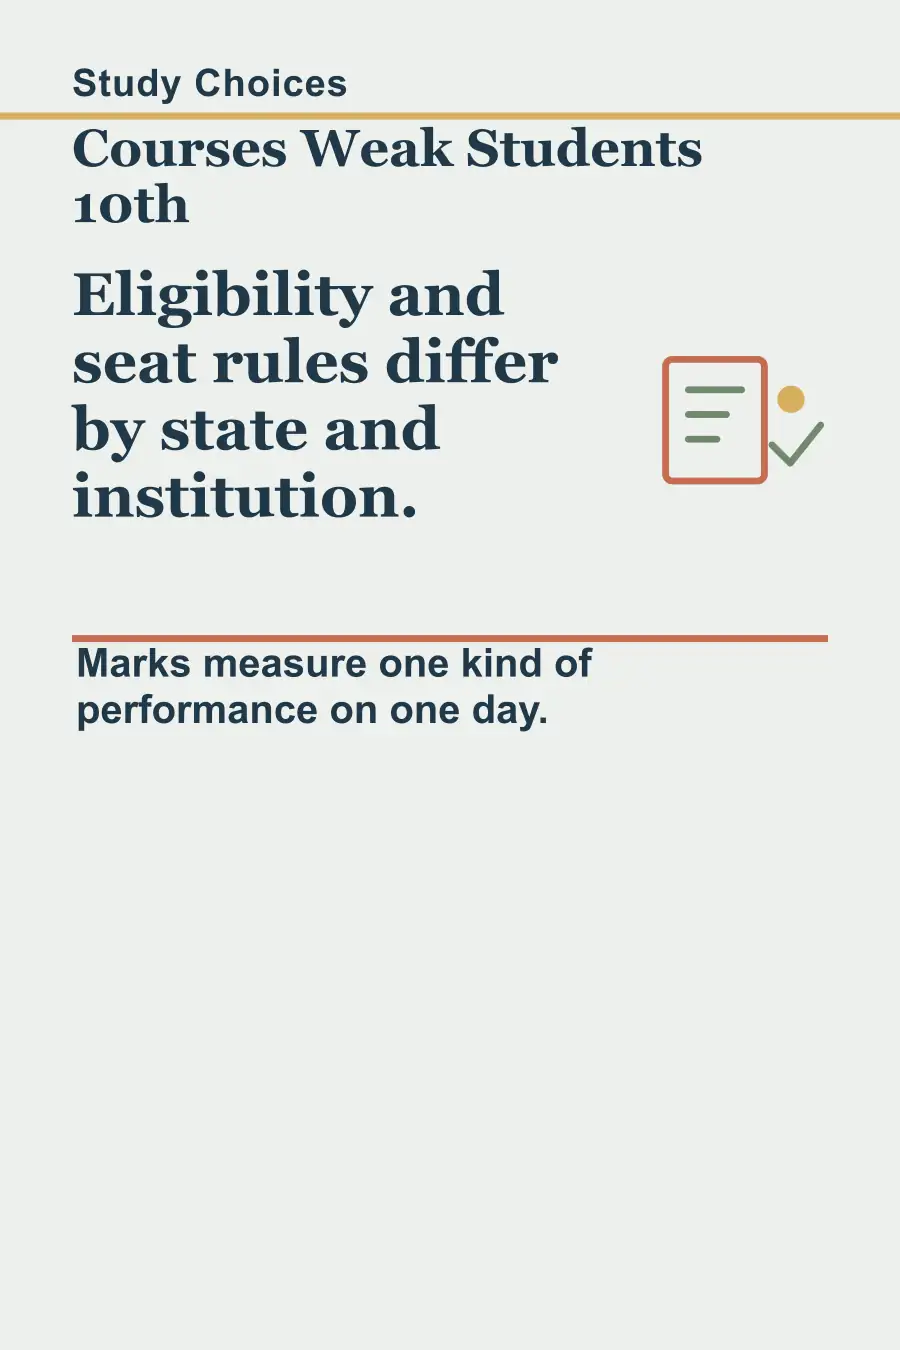 Study Choices
Courses Weak Students
10th
Eligibility and
seat rules differ
by state and
institution.
Marks measure one kind of
performance on one day.